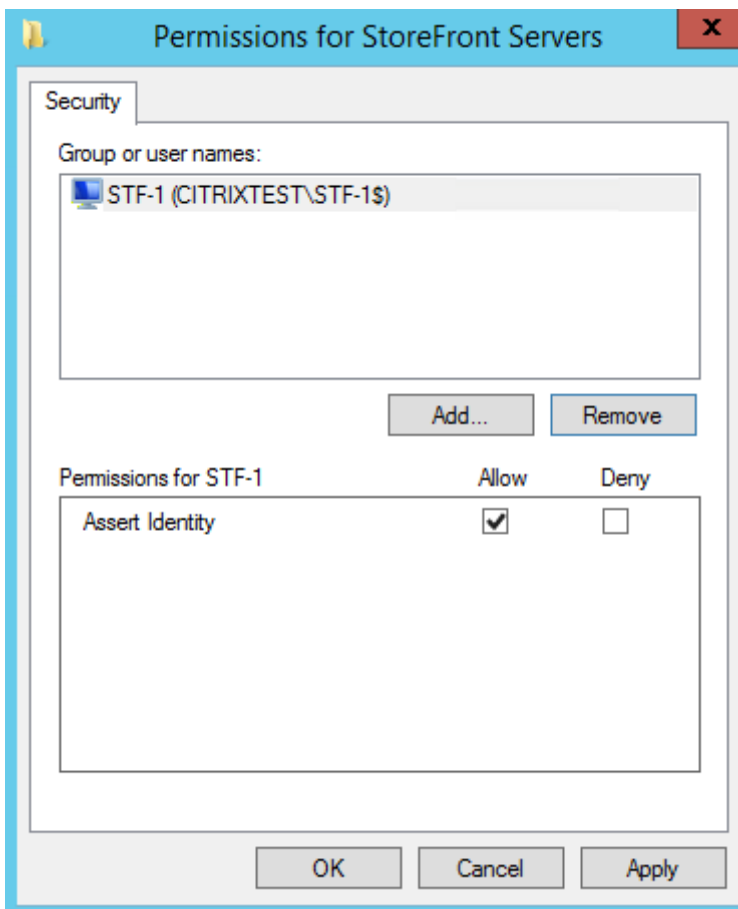 Permissions for StoreFront Servers
x
Security
Group or user names:
STF-1 (CITRIXTEST\STF-1$)
Add... Remove
Permissions for STF-1 Allow Deny
Assert Identity
OK Cancel Apply